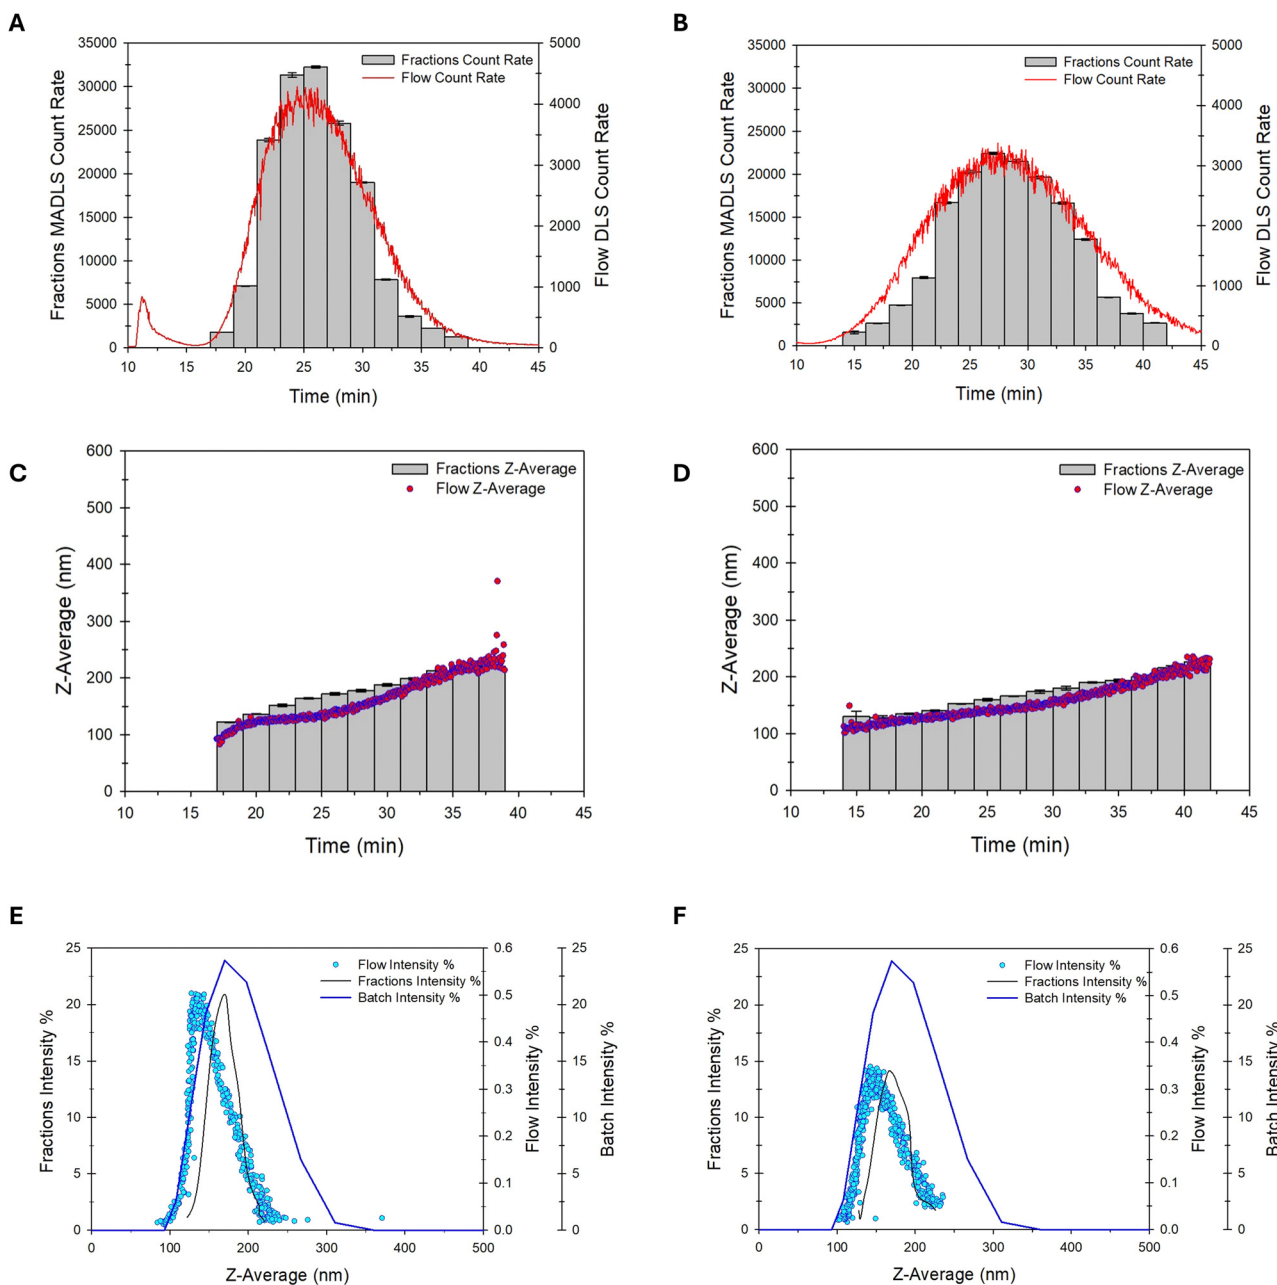 A
35000
30000
25000
20000
15000
10000
5000
0
Fractions MADLS Count Rate
Fractions Count Rate
Flow Count Rate
5000
4000
3000
2000
1000
0
Flow DLS Count Rate
10 15 20 25 30 35 40 45
Time (min)
B
35000
30000
25000
20000
15000
10000
5000
0
Fractions MADLS Count Rate
Fractions Count Rate
Flow Count Rate
5000
4000
3000
2000
1000
0
Flow DLS Count Rate
10 15 20 25 30 35 40 45
Time (min)
C
600
500
400
300
200
100
0
Z-Average (nm)
Fractions Z-Average
Flow Z-Average
10 15 20 25 30 35 40 45
Time (min)
D
600
500
400
300
200
100
0
Z-Average (nm)
Fractions Z-Average
Flow Z-Average
10 15 20 25 30 35 40 45
Time (min)
E
25
20
15
10
5
0
Fractions Intensity %
Flow Intensity %
Fractions Intensity %
Batch Intensity %
0.6
0.5
0.4
0.3
0.2
0.1
0.0
Flow Intensity %
25
20
15
10
5
0
Batch Intensity %
0 100 200 300 400 500
Z-Average (nm)
F
25
20
15
10
5
0
Fractions Intensity %
Flow Intensity %
Fractions Intensity %
Batch Intensity %
0.6
0.5
0.4
0.3
0.2
0.1
0.0
Flow Intensity %
25
20
15
10
5
0
Batch Intensity %
0 100 200 300 400 500
Z-Average (nm)